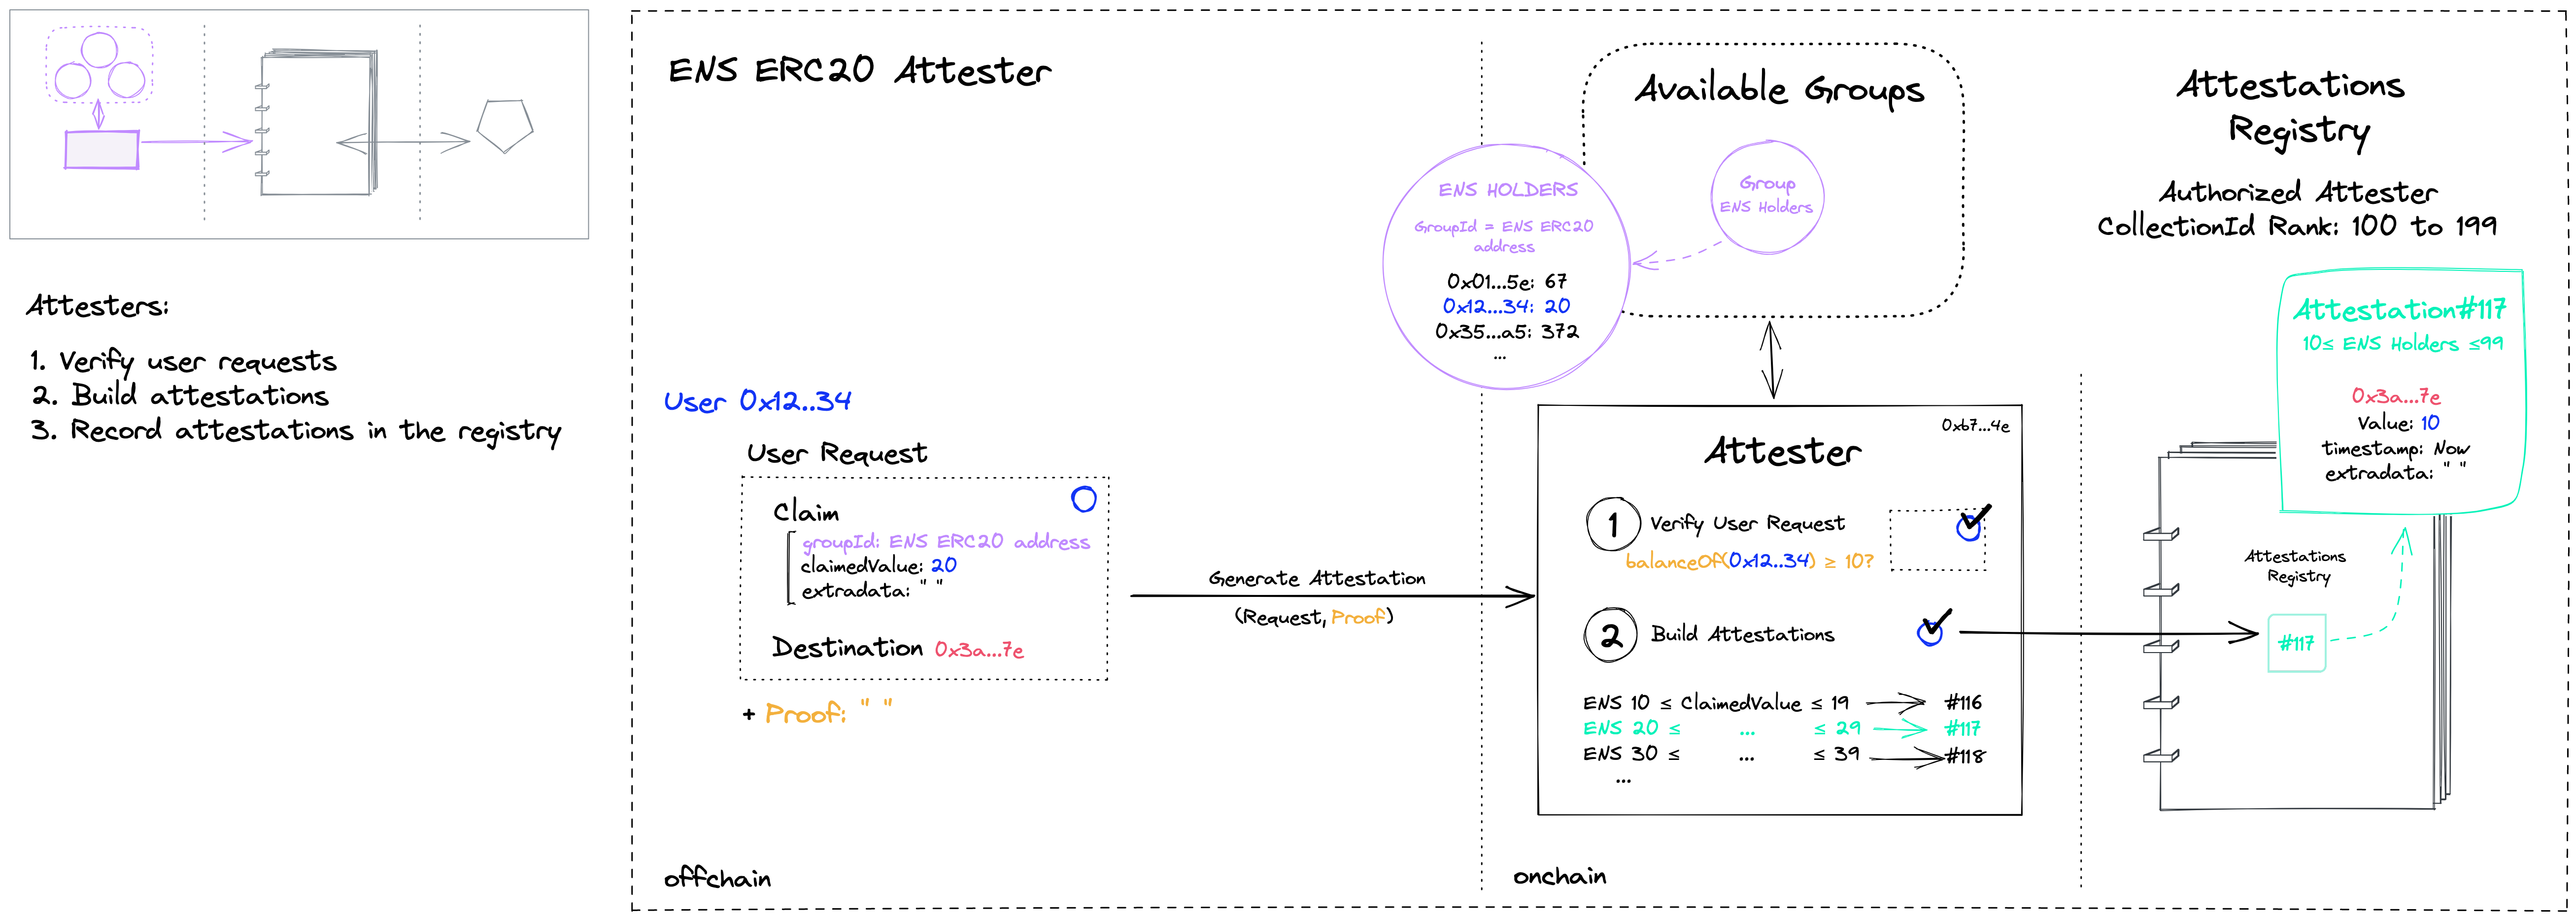 Attesters:
1. Verify user requests
2. Build attestations
3. Record attestations in the registry
ENS ERC20 Attester
User 0x12..34
User Request
Claim
groupId: ENS ERC20 address
claimedValue: 20
extradata: " "
Destination 0x3a...7e
+ Proof: " "
offchain
Generate Attestation
(Request, Proof)
Available Groups
Group
ENS Holders
ENS HOLDERS
GroupId = ENS ERC20
address
0x01...5e: 67
0x12...34: 20
0x35...a5: 372
...
0xb7...4e
Attester
1 Verify User Request
balanceOf(0x12..34) ≥ 10?
2 Build Attestations
ENS 10 ≤ ClaimedValue ≤ 19 #116
ENS 20 ≤ ... ≤ 29 #117
ENS 30 ≤ ... ≤ 39 #118
...
onchain
Attestations
Registry
Authorized Attester
CollectionId Rank: 100 to 199
Attestation#117
10≤ ENS Holders ≤99
0x3a...7e
Value: 10
timestamp: Now
extradata: " "
Attestations
Registry
#117